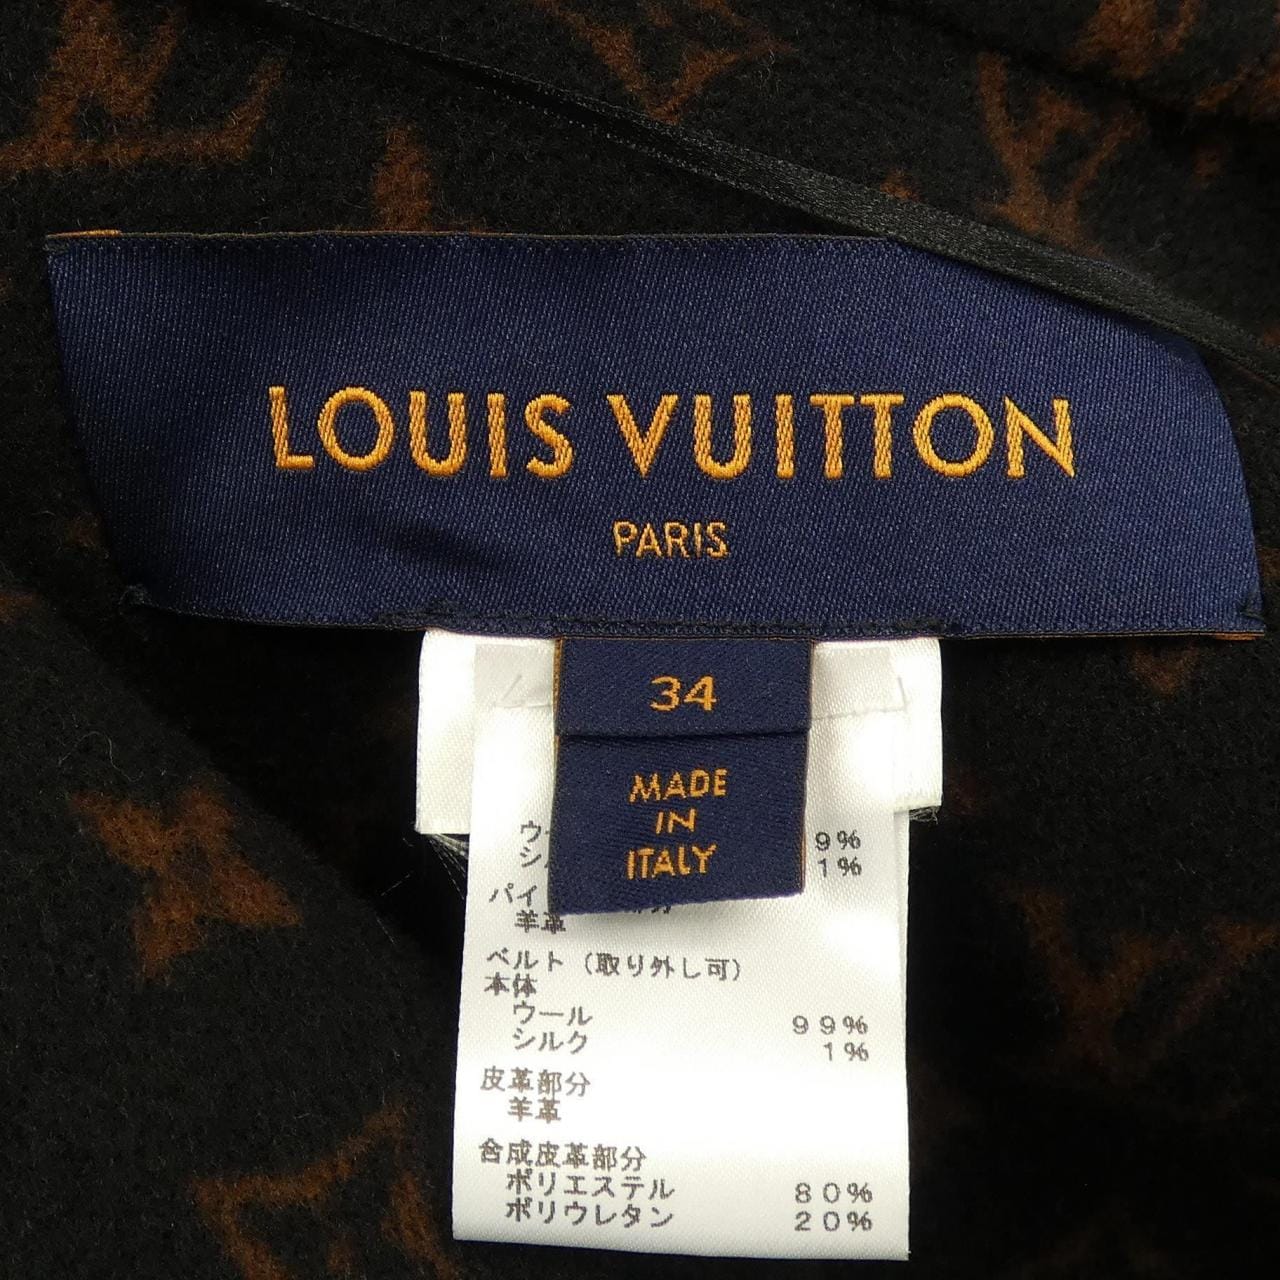 LOUIS VUITTON
PARIS
34
MADE
IN
ITALY
9%
1%
羊革
ベルト（取り外し可）
本体
ウール 99%
シルク 1%
皮革部分
羊革
合成皮革部分
ポリエステル 80%
ポリウレタン 20%